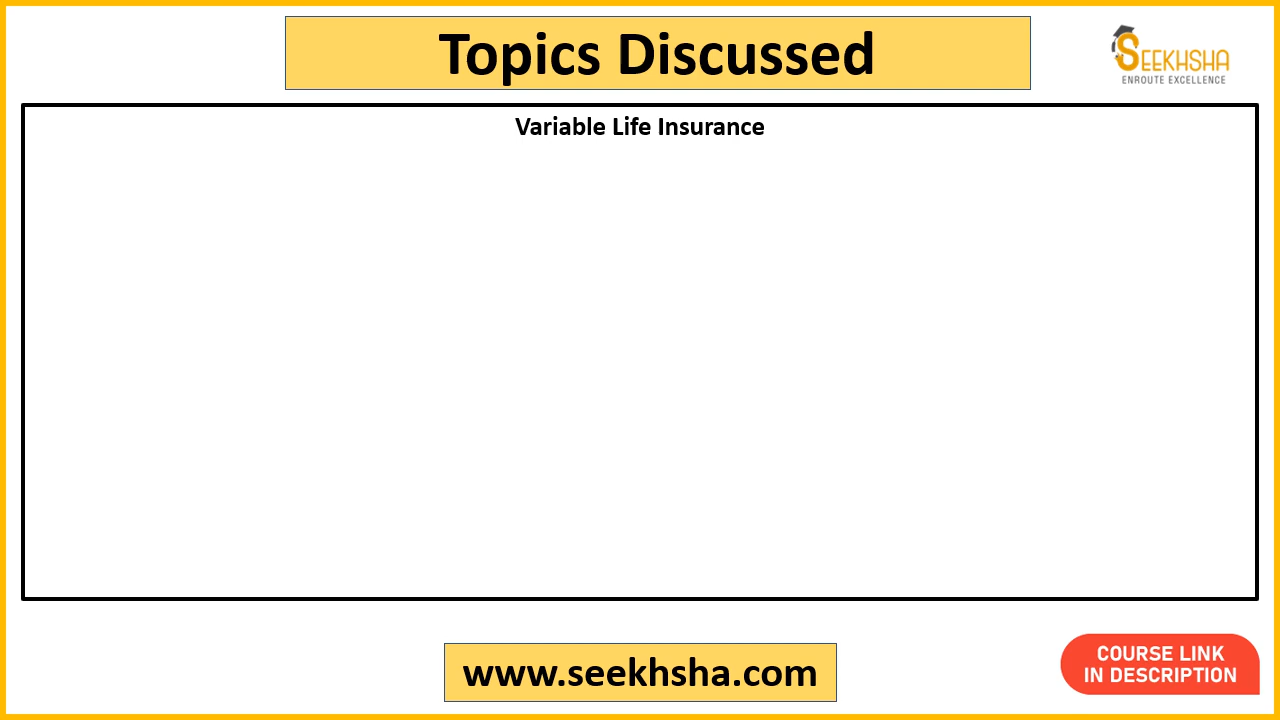 Topics Discussed
SEEKHSHA
ENROUTE EXCELLENCE
Variable Life Insurance
www.seekhsha.com
COURSE LINK
IN DESCRIPTION